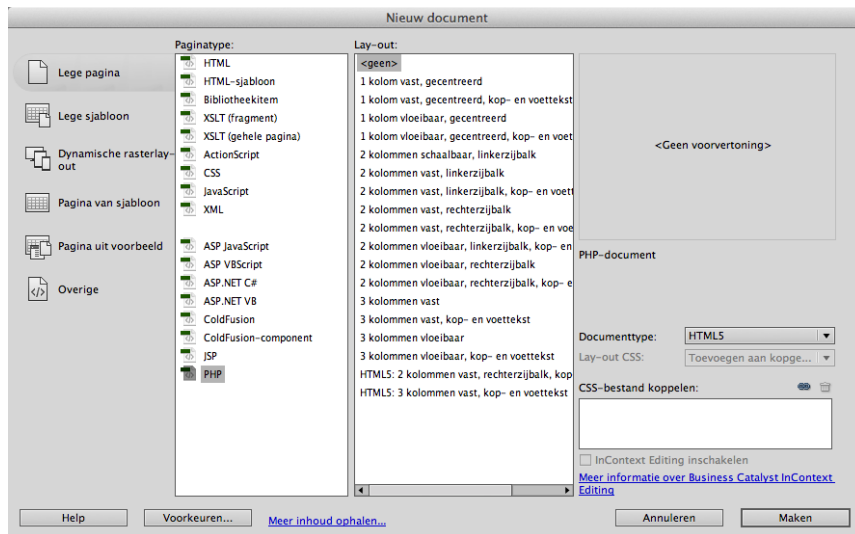 Nieuw document
Lege pagina
Lege sjabloon
Dynamische rasterlay-
out
Pagina van sjabloon
Pagina uit voorbeeld
Overige
Paginatype:
HTML
HTML-sjabloon
Bibliotheekitem
XSLT (fragment)
XSLT (gehele pagina)
ActionScript
CSS
JavaScript
XML
ASP JavaScript
ASP VBScript
ASP.NET C#
ASP.NET VB
ColdFusion
ColdFusion-component
JSP
PHP
Lay-out:
<geen>
1 kolom vast, gecentreerd
1 kolom vast, gecentreerd, kop- en voettekst
1 kolom vloeibaar, gecentreerd
1 kolom vloeibaar, gecentreerd, kop- en voet
2 kolommen schaalbaar, linkerzijbalk
2 kolommen vast, linkerzijbalk
2 kolommen vast, linkerzijbalk, kop- en voett
2 kolommen vast, rechterzijbalk
2 kolommen vast, rechterzijbalk, kop- en voe
2 kolommen vloeibaar, linkerzijbalk, kop- en
2 kolommen vloeibaar, rechterzijbalk
2 kolommen vloeibaar, rechterzijbalk, kop- e
3 kolommen vast
3 kolommen vast, kop- en voettekst
3 kolommen vloeibaar
3 kolommen vloeibaar, kop- en voettekst
HTML5: 2 kolommen vast, rechterzijbalk, kop
HTML5: 3 kolommen vast, kop- en voettekst
<Geen voorvertoning>
PHP-document
Documenttype: HTML5
Lay-out CSS: Toevoegen aan kopge...
CSS-bestand koppelen:
InContext Editing inschakelen
Meer informatie over Business Catalyst InContext
Editing
Help Voorkeuren... Meer inhoud ophalen... Annuleren Maken